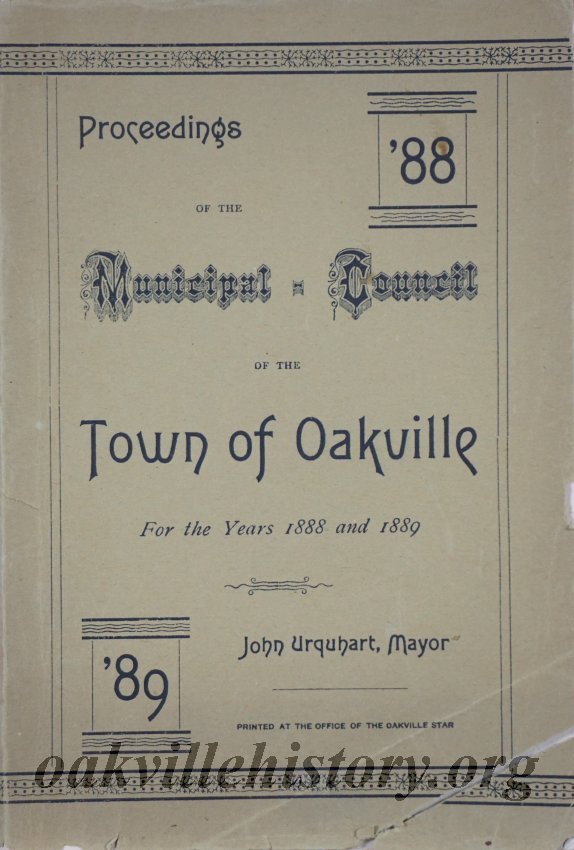 Proceedings
'88
OF THE
Municipal - Council
OF THE
Town of Oakville
For the Years 1888 and 1889
'89
John Urquhart, Mayor
PRINTED AT THE OFFICE OF THE OAKVILLE STAR
oakvillehistory.org